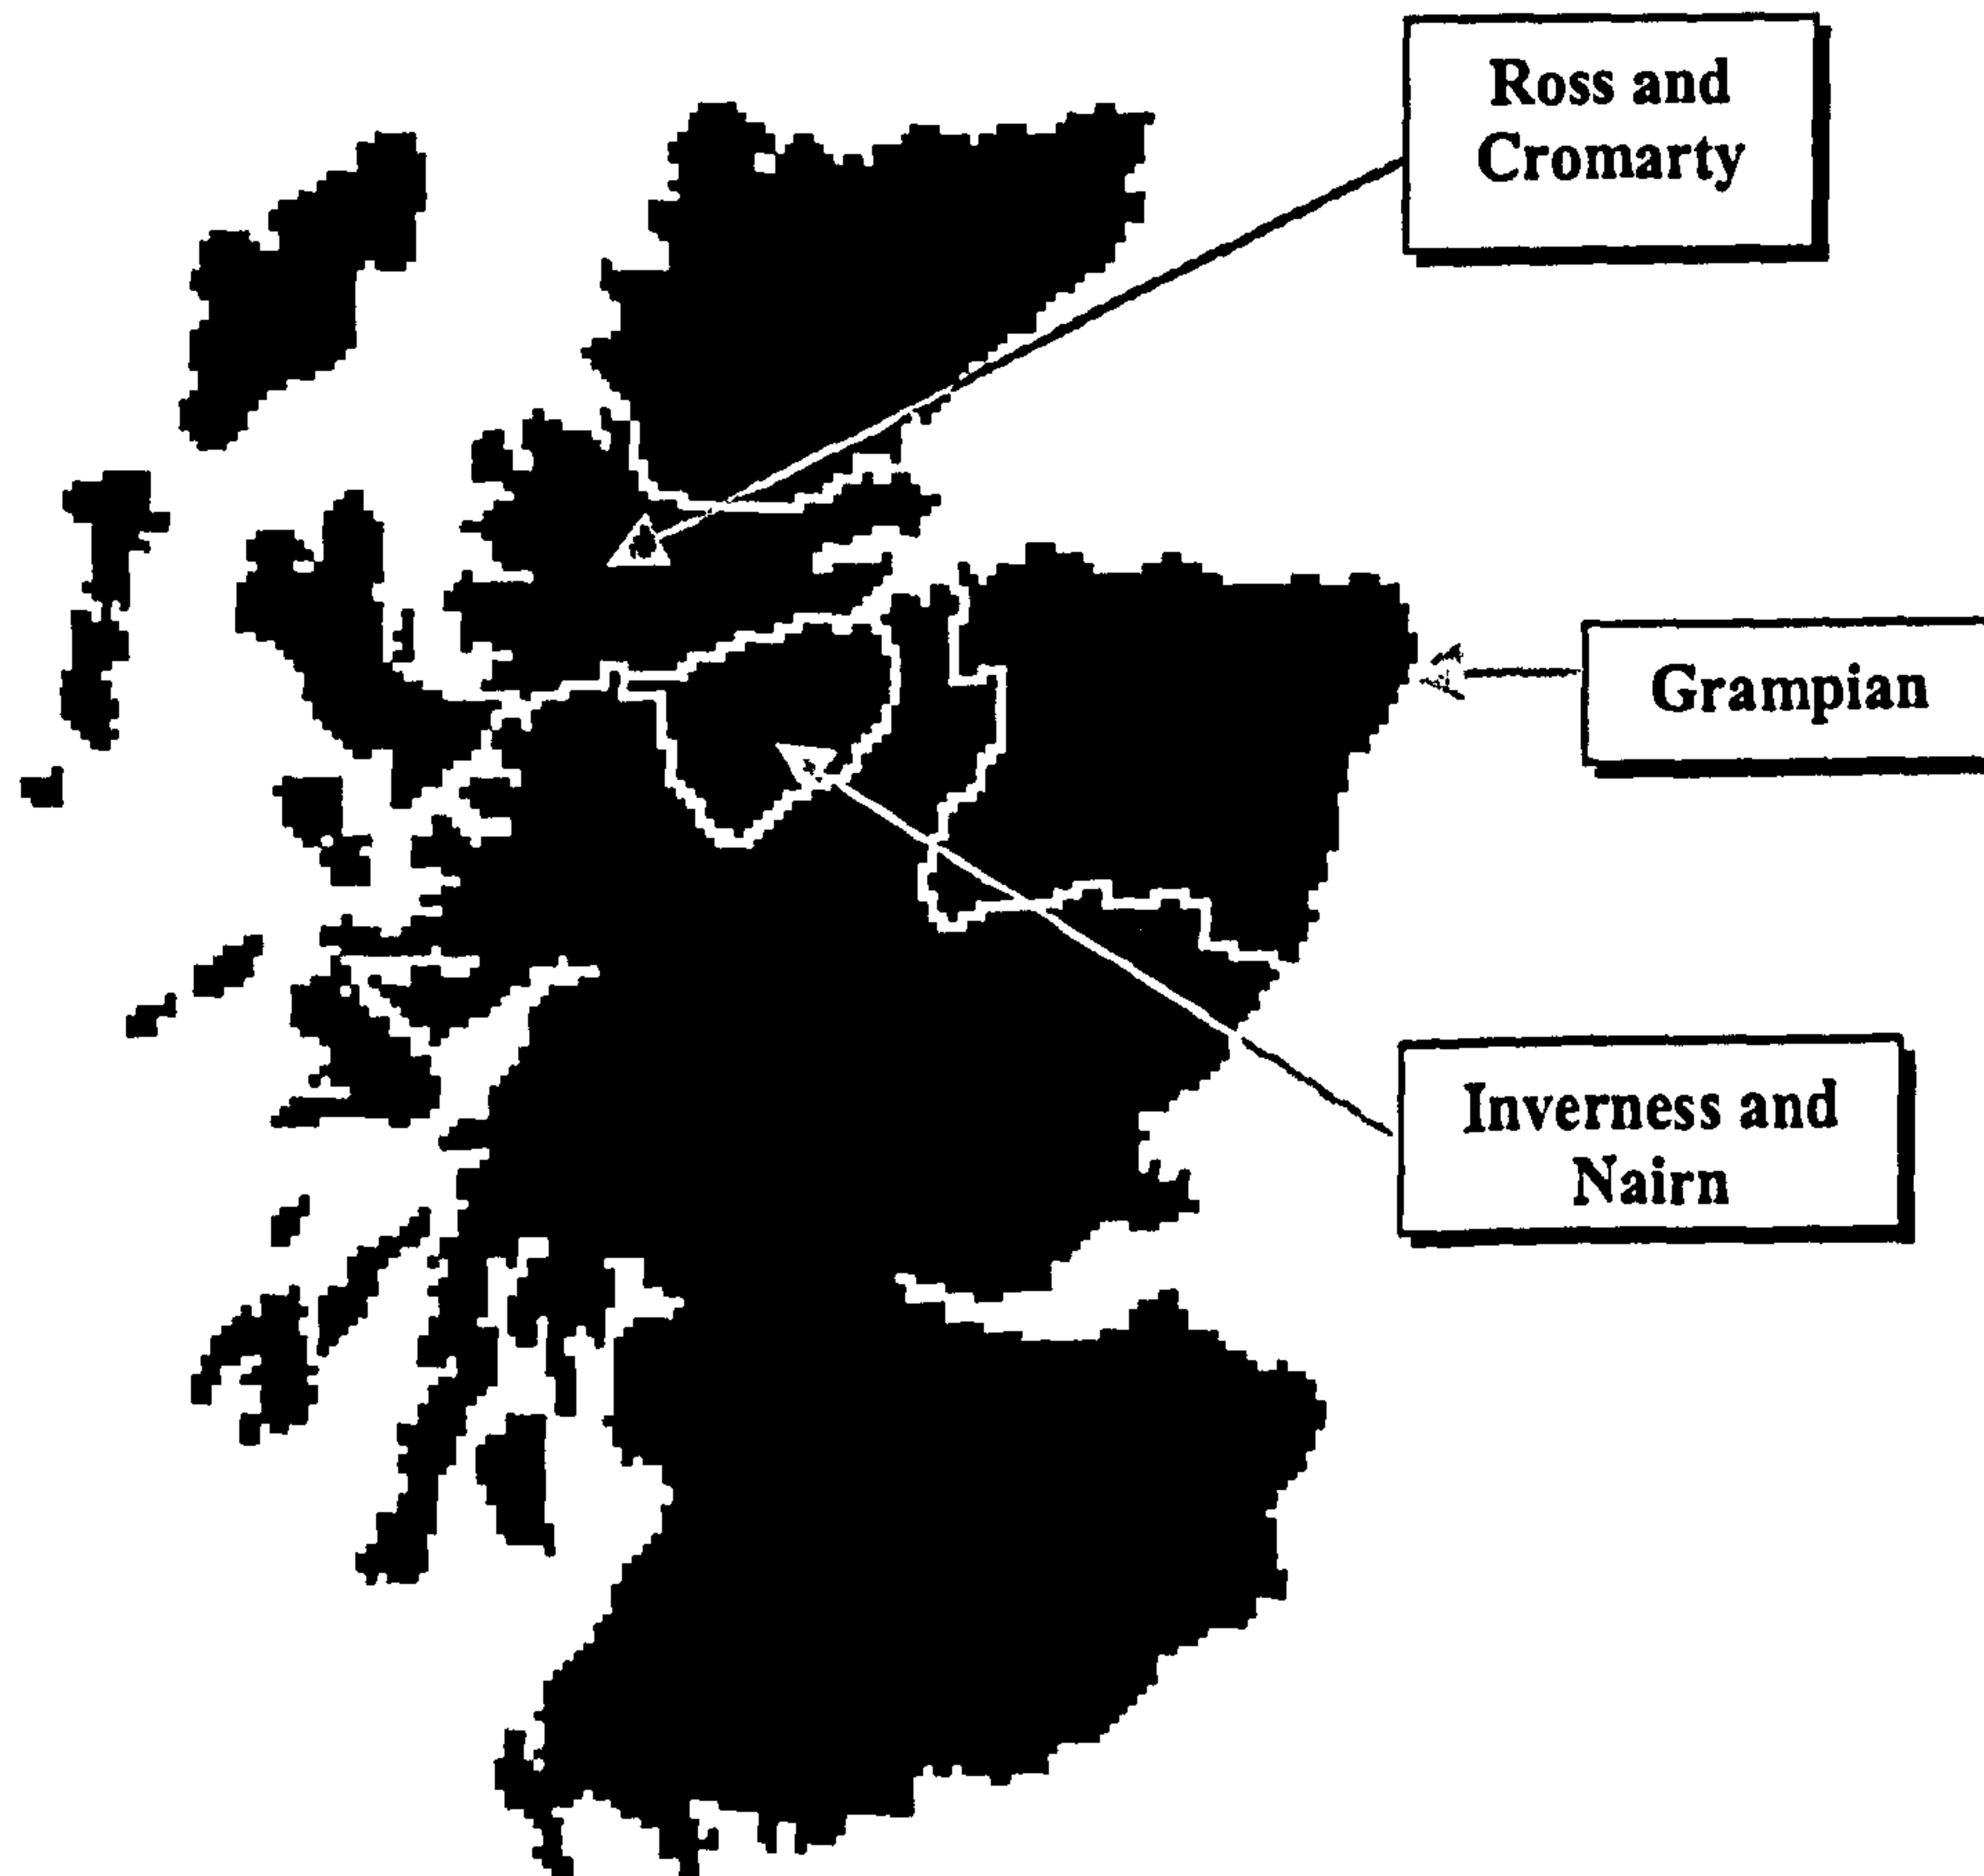 Ross and
Cromarty
Grampian
Inverness and
Nairn